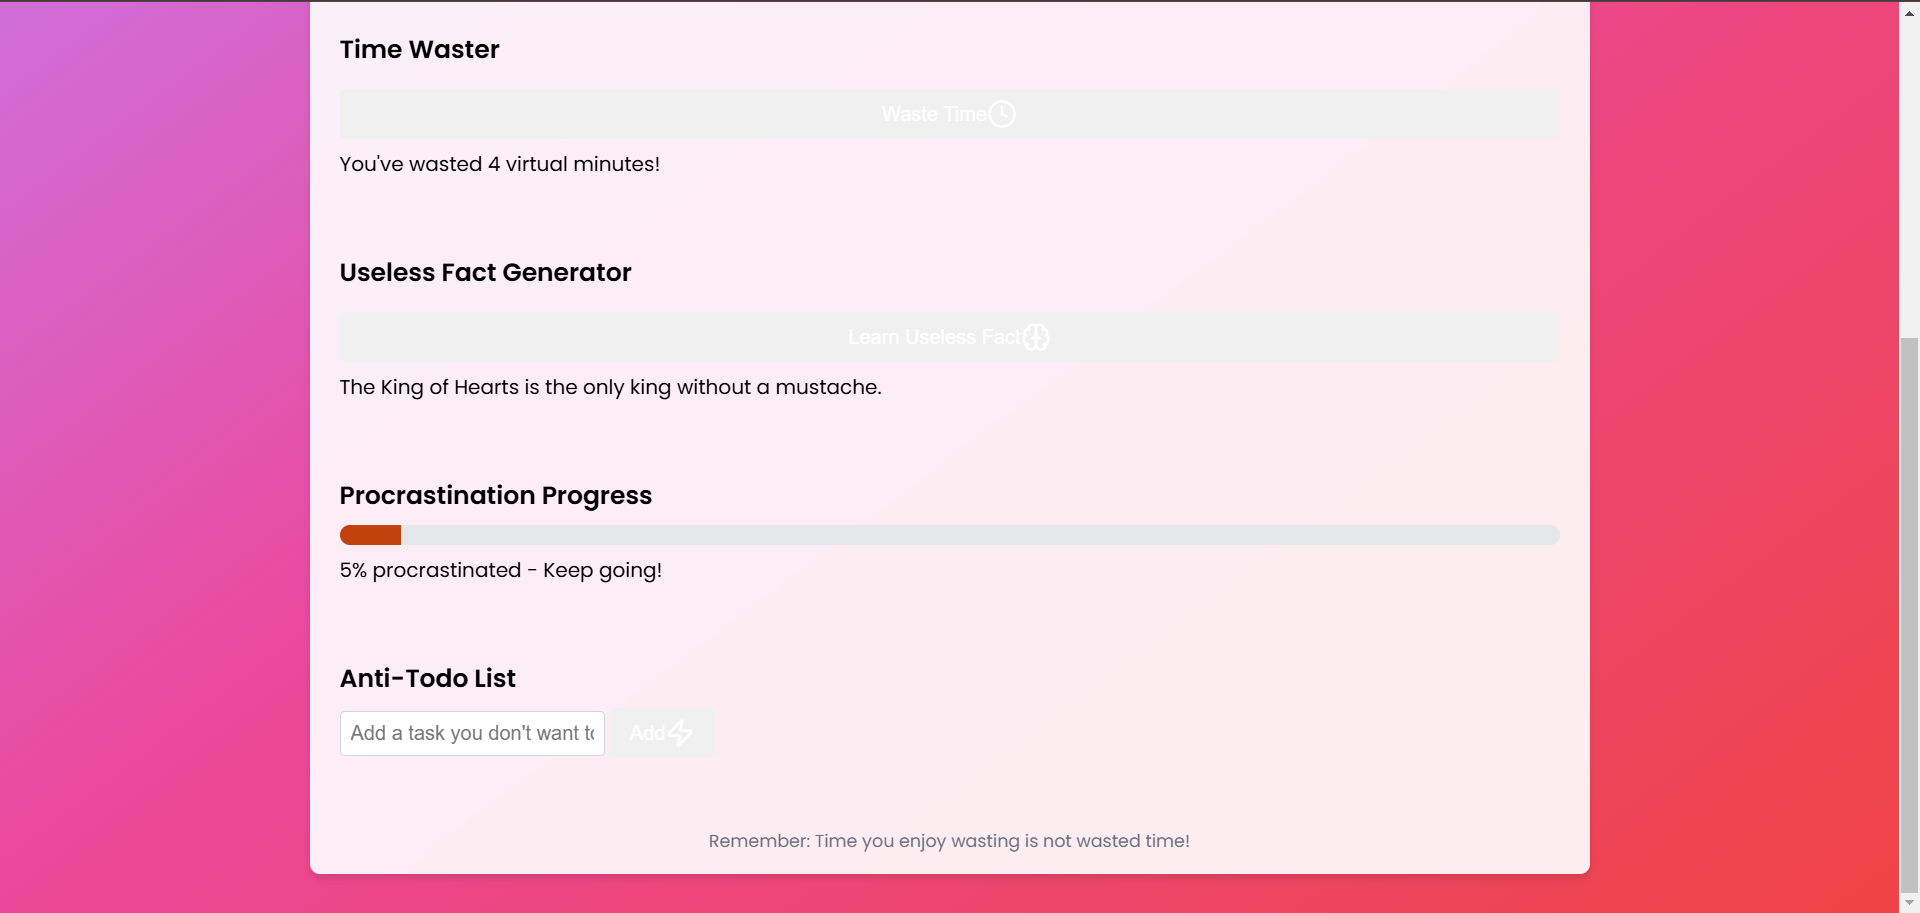 Time Waster
Waste Time
You've wasted 4 virtual minutes!
Useless Fact Generator
Learn Useless Fact
The King of Hearts is the only king without a mustache.
Procrastination Progress
5% procrastinated - Keep going!
Anti-Todo List
Add a task you don't want to Add
Remember: Time you enjoy wasting is not wasted time!